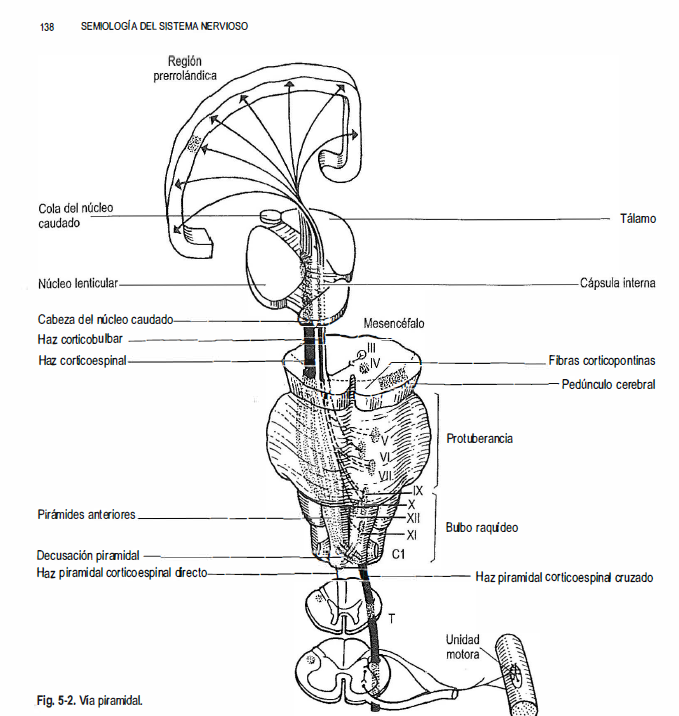 138 SEMIOLOGÍA DEL SISTEMA NERVIOSO
Región
prerrolándica
Cola del núcleo
caudado
Tálamo
Núcleo lenticular
Cápsula interna
Cabeza del núcleo caudado
Mesencéfalo
Haz corticobulbar
III
Haz corticoespinal
IV
Fibras corticopontinas
Pedúnculo cerebral
V
Protuberancia
VI
VII
IX
X
Pirámides anteriores
XII
Bulbo raquídeo
XI
Decusación piramidal
C1
Haz piramidal corticoespinal directo
Haz piramidal corticoespinal cruzado
T
Unidad
motora
Fig. 5-2. Vía piramidal.